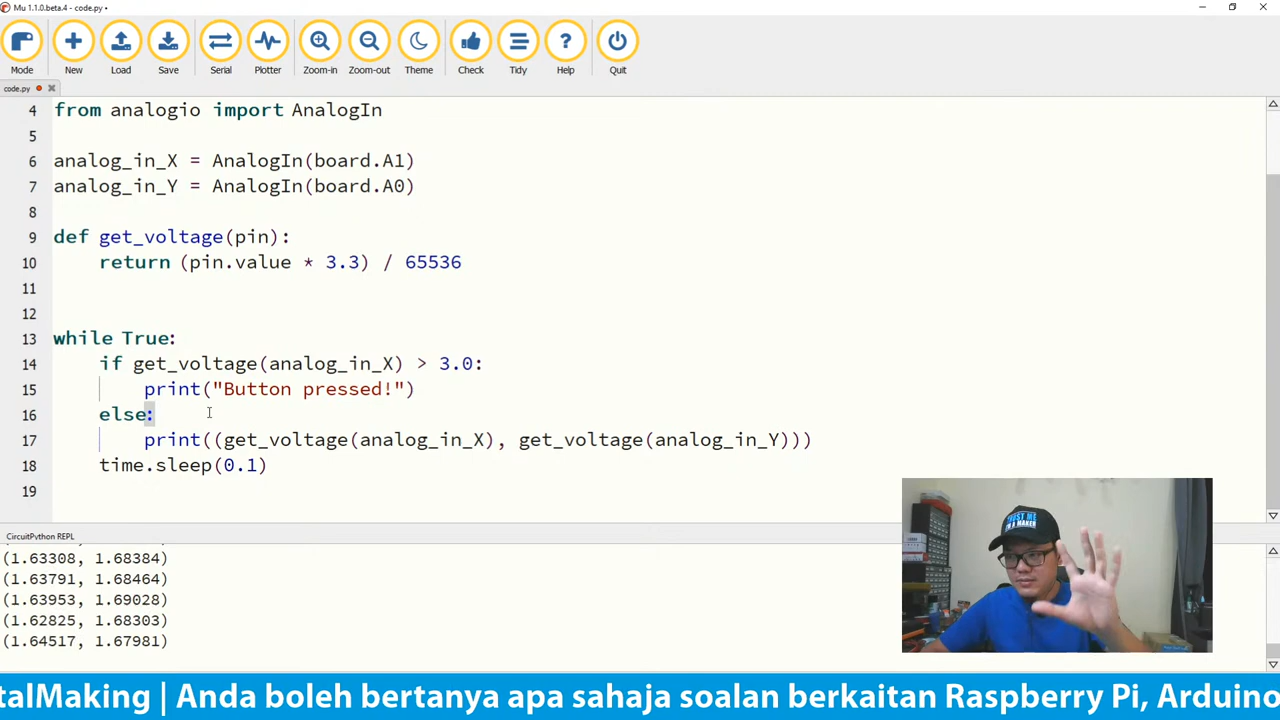 Mu 1.1.0.beta.4 - code.py •
Mode New Load Save Serial Plotter Zoom-in Zoom-out Theme Check Tidy Help Quit
code.py
4 from analogio import AnalogIn
5
6 analog_in_X = AnalogIn(board.A1)
7 analog_in_Y = AnalogIn(board.A0)
8
9 def get_voltage(pin):
10 return (pin.value * 3.3) / 65536
11
12
13 while True:
14 if get_voltage(analog_in_X) > 3.0:
15 print("Button pressed!")
16 else:
17 print((get_voltage(analog_in_X), get_voltage(analog_in_Y)))
18 time.sleep(0.1)
19
CircuitPython REPL
(1.63308, 1.68384)
(1.63791, 1.68464)
(1.63953, 1.69028)
(1.62825, 1.68303)
(1.64517, 1.67981)
TRUST ME
I'M A MAKER
talMaking | Anda boleh bertanya apa sahaja soalan berkaitan Raspberry Pi, Arduino